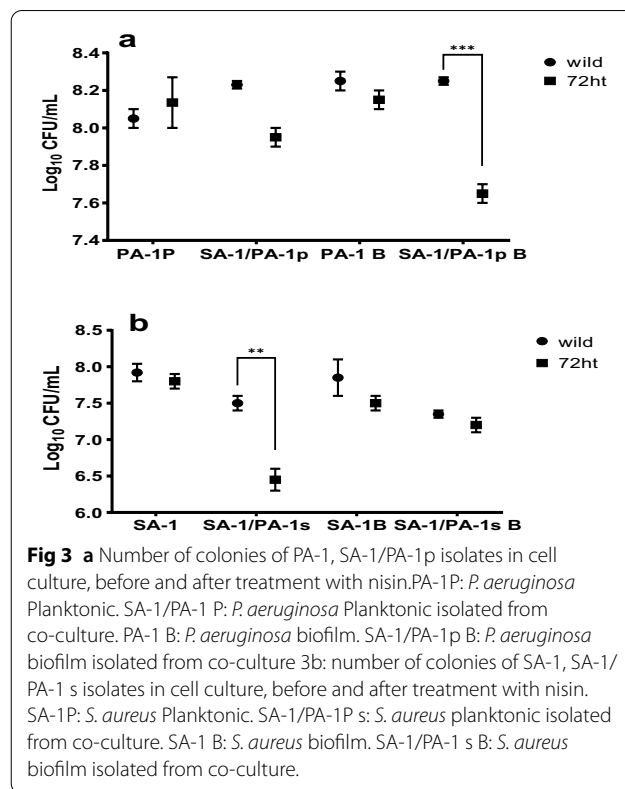 a
***
wild
72ht
8.4
8.2
8.0
7.8
7.6
7.4
Log10 CFU/mL
PA-1P SA-1/PA-1p PA-1 B SA-1/PA-1p B
b
**
wild
72ht
8.5
8.0
7.5
7.0
6.5
6.0
Log10 CFU/mL
SA-1 SA-1/PA-1s SA-1B SA-1/PA-1s B
Fig 3 a Number of colonies of PA-1, SA-1/PA-1p isolates in cell
culture, before and after treatment with nisin.PA-1P: P. aeruginosa
Planktonic. SA-1/PA-1 P: P. aeruginosa Planktonic isolated from
co-culture. PA-1 B: P. aeruginosa biofilm. SA-1/PA-1p B: P. aeruginosa
biofilm isolated from co-culture 3b: number of colonies of SA-1, SA-1/
PA-1 s isolates in cell culture, before and after treatment with nisin.
SA-1P: S. aureus Planktonic. SA-1/PA-1P s: S. aureus planktonic isolated
from co-culture. SA-1 B: S. aureus biofilm. SA-1/PA-1 s B: S. aureus
biofilm isolated from co-culture.